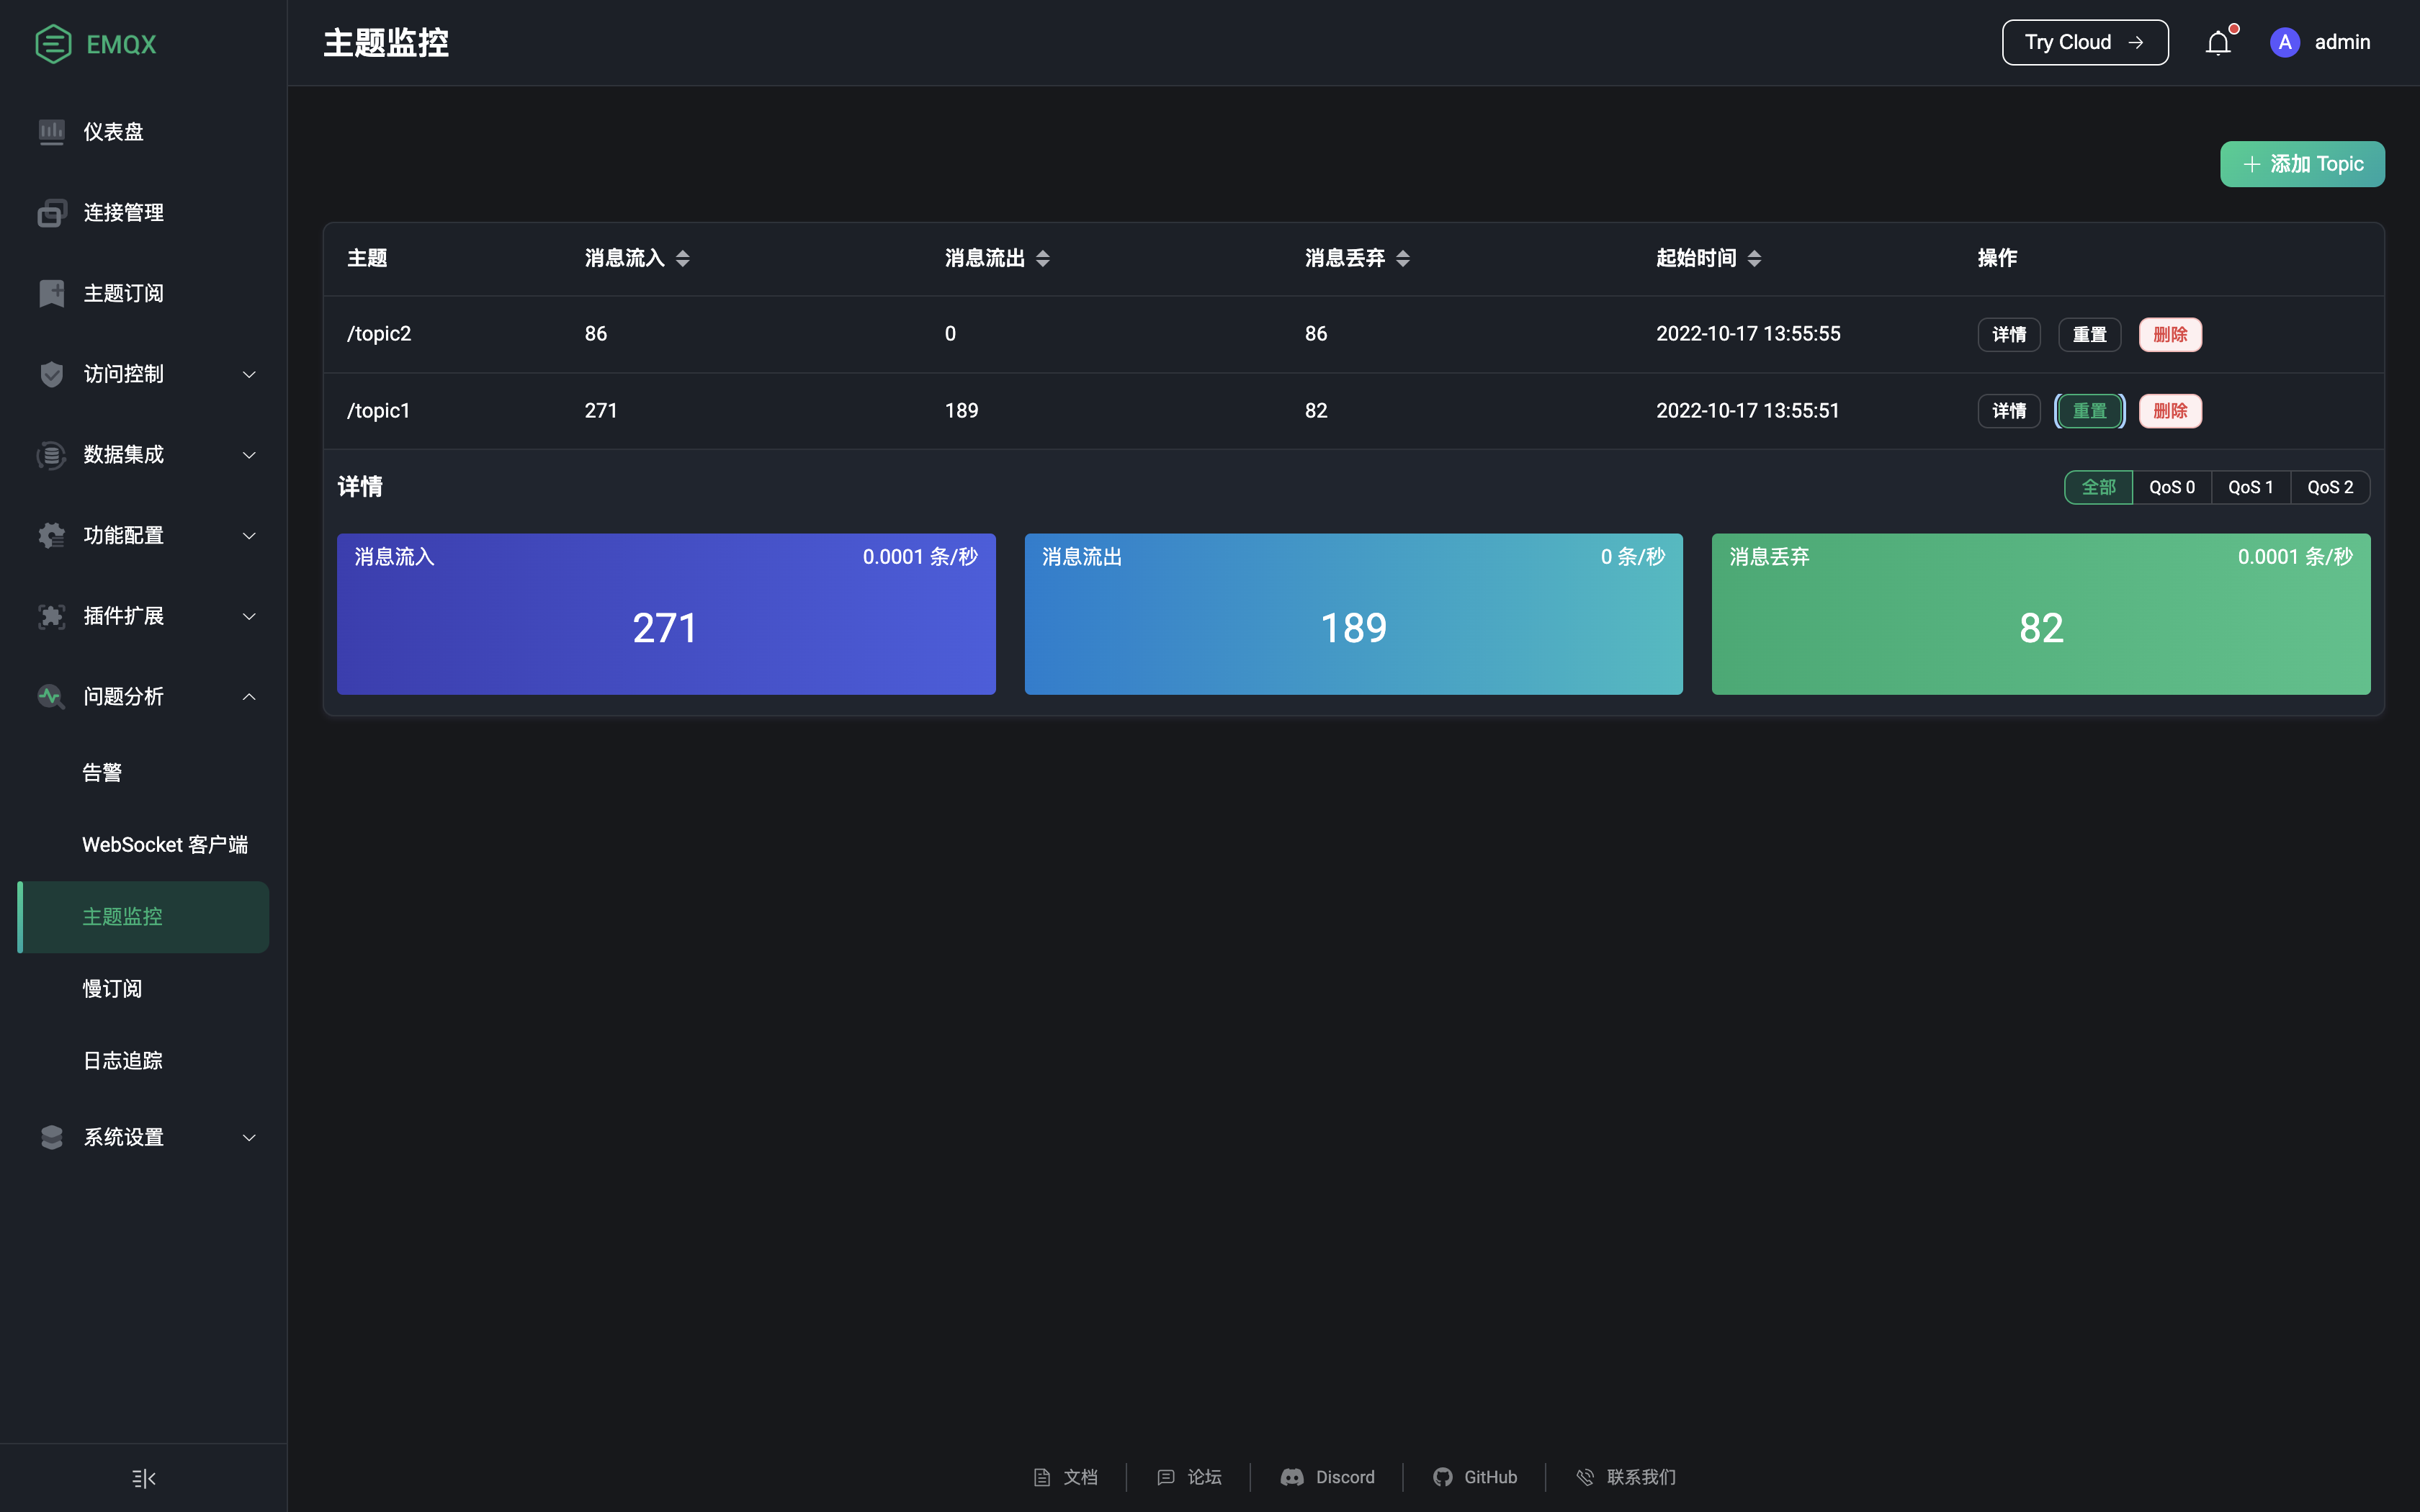 EMQX
仪表盘
连接管理
主题订阅
访问控制
数据集成
功能配置
插件扩展
问题分析
告警
WebSocket 客户端
主题监控
慢订阅
日志追踪
系统设置
主题监控
Try Cloud →
A admin
+ 添加 Topic
主题 消息流入 消息流出 消息丢弃 起始时间 操作
/topic2 86 0 86 2022-10-17 13:55:55 详情 重置 删除
/topic1 271 189 82 2022-10-17 13:55:51 详情 重置 删除
详情 全部 QoS 0 QoS 1 QoS 2
消息流入 0.0001 条/秒
271
消息流出 0 条/秒
189
消息丢弃 0.0001 条/秒
82
文档 论坛 Discord GitHub 联系我们